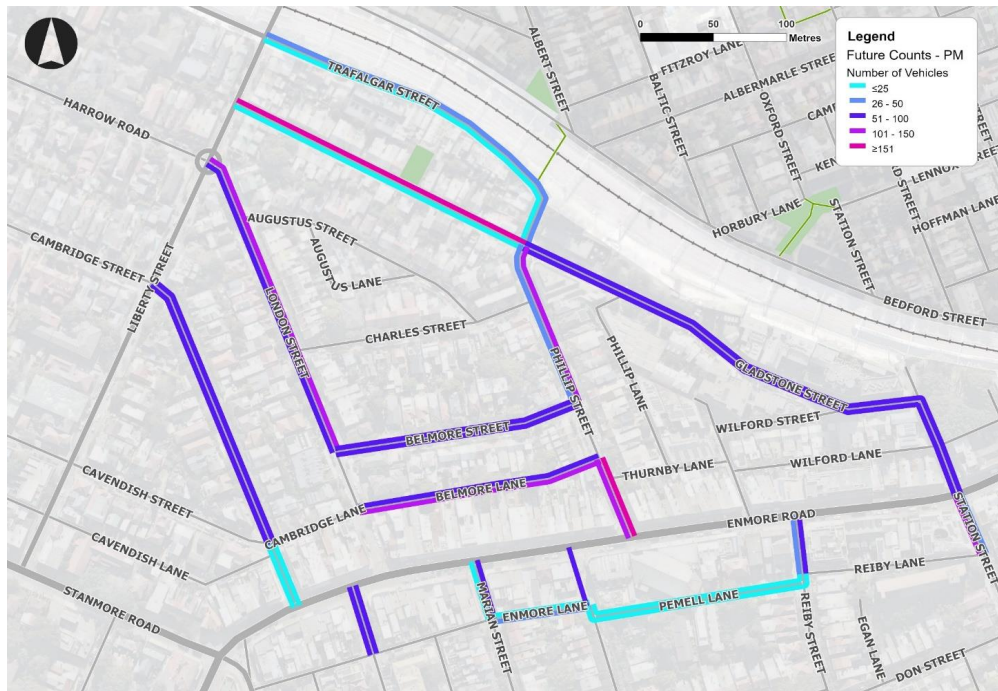 0 50 100
Metres
Legend
Future Counts - PM
Number of Vehicles
≤25
26 - 50
51 - 100
101 - 150
≥151
TRAFALGAR STREET
ALBERT STREET
FITZROY LANE
BALTIC STREET
ALBERMARLE STREET
OXFORD STREET
HARROW ROAD
HORBURY LANE
STATION STREET
HOFFMAN LANE
AUGUSTUS STREET
AUGUSTUS LANE
CAMBRIDGE STREET
LIBERTY STREET
LONDON STREET
CHARLES STREET
BEDFORD STREET
PHILLIP STREET
PHILLIP LANE
GLADSTONE STREET
WILFORD STREET
BELMORE STREET
WILFORD LANE
THURNBY LANE
BELMORE LANE
CAVENDISH STREET
CAMBRIDGE LANE
CAVENDISH LANE
ENMORE ROAD
STATION STREET
REIBY LANE
STANMORE ROAD
MARIAN STREET
ENMORE LANE
PEMELL LANE
REIBY STREET
EGAN LANE
DON STREET